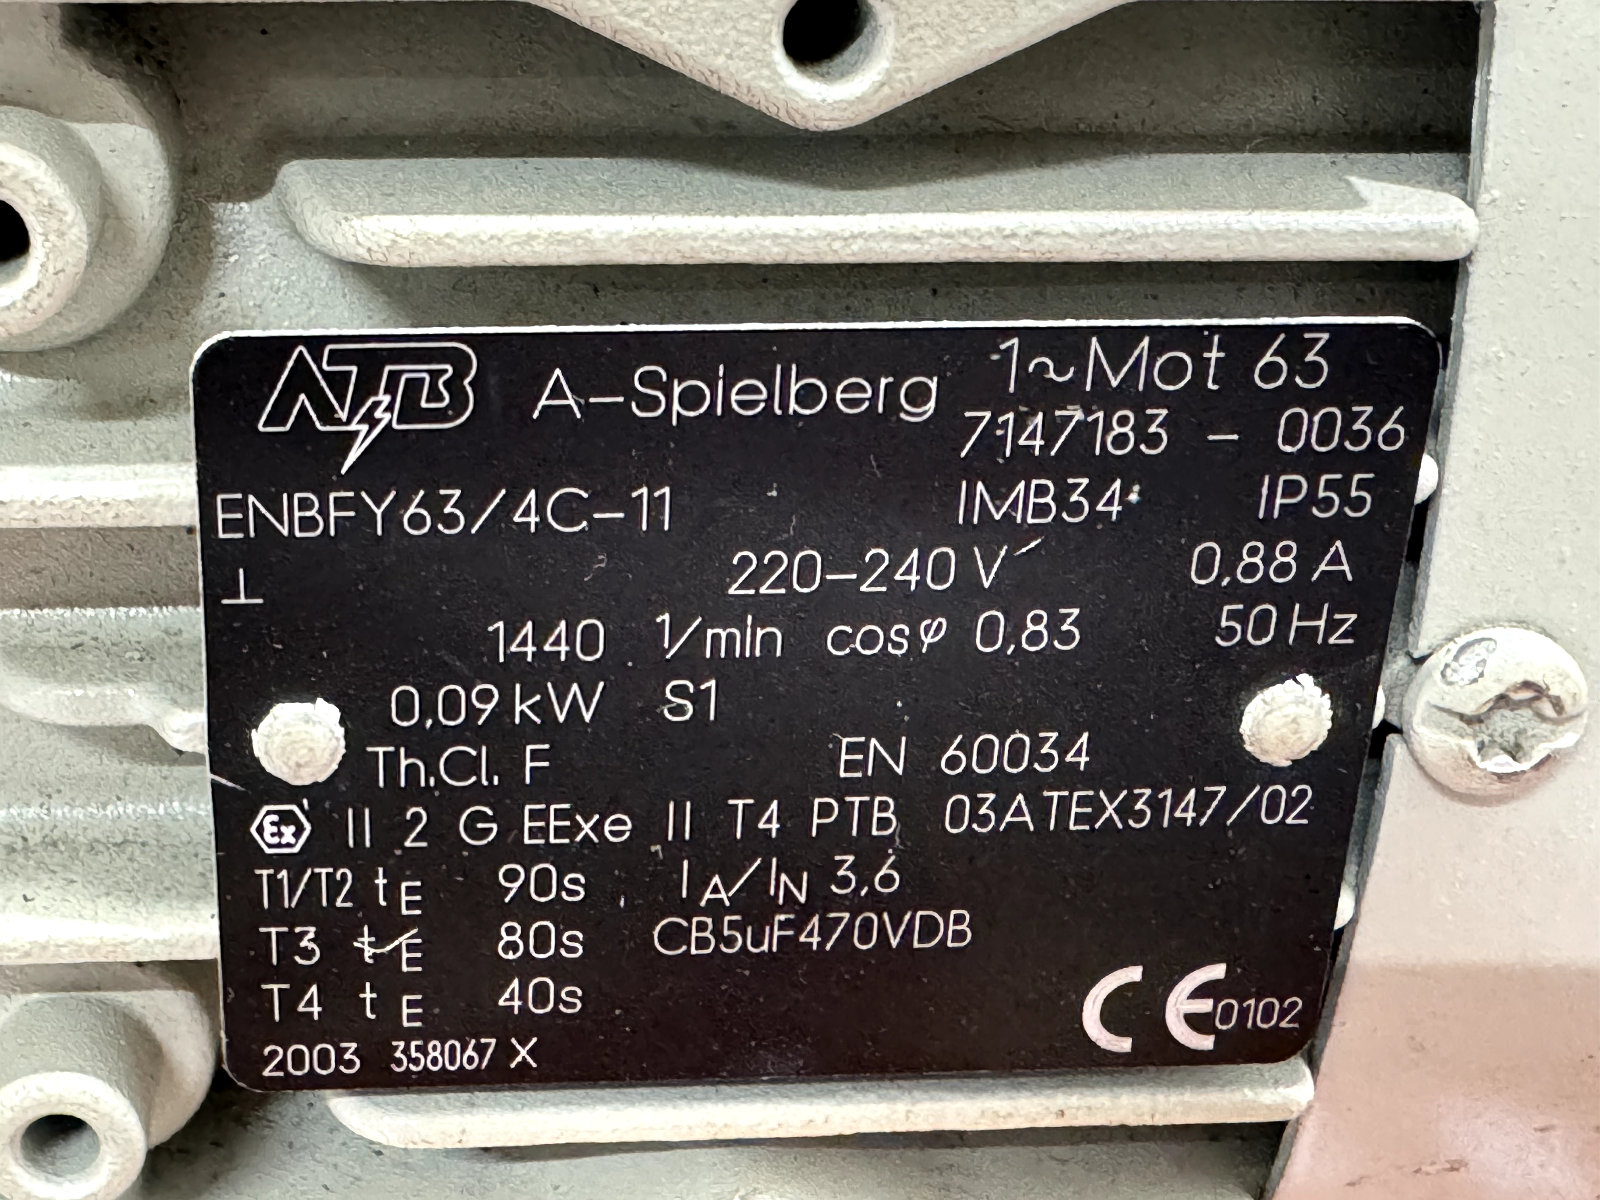 ATB A-Spielberg 1~Mot 63
7147183 - 0036
ENBFY63/4C-11 IMB34 IP55
⊥ 220-240 V 0,88 A
1440 1/min cosφ 0,83 50 Hz
0,09 kW S1
Th.Cl. F EN 60034
Ex II 2 G EExe II T4 PTB 03ATEX3147/02
T1/T2 tE 90s IA/IN 3,6
T3 tE 80s CB5uF470VDB
T4 tE 40s
CE 0102
2003 358067 X